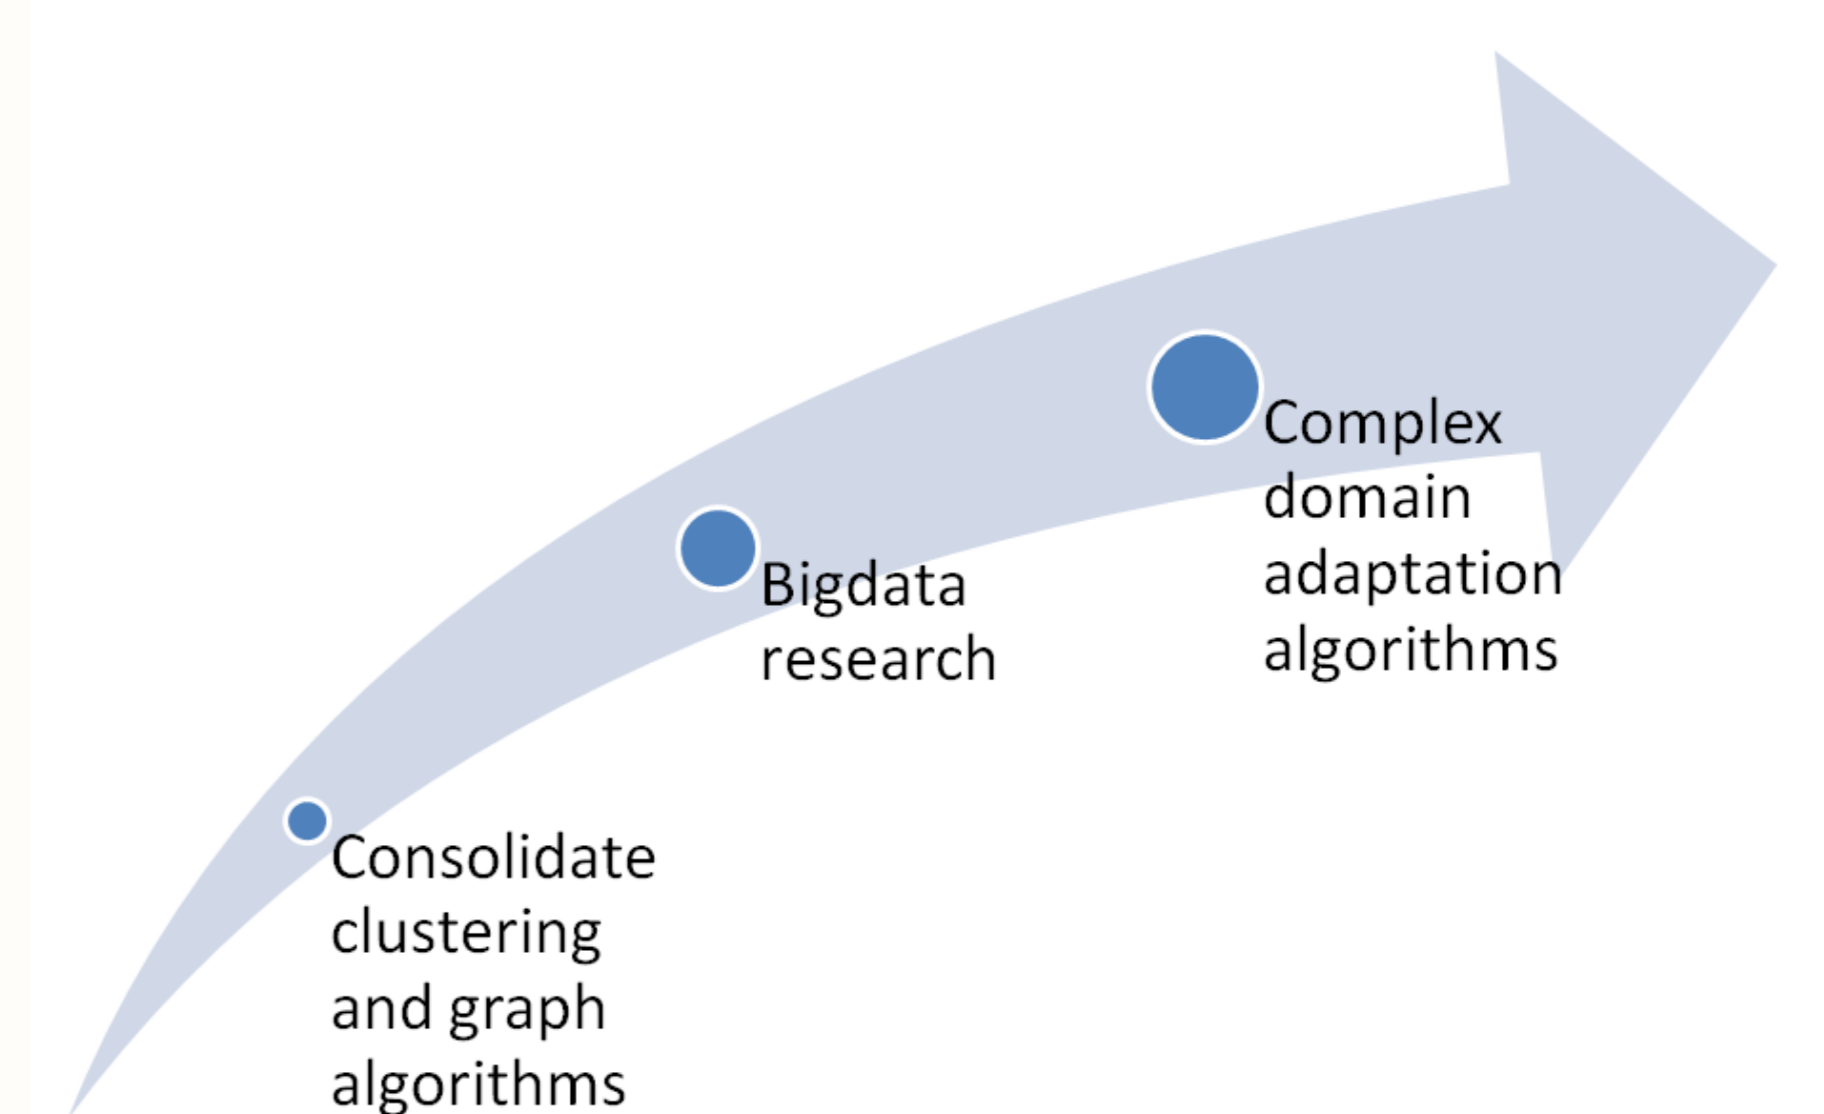 Consolidate
clustering
and graph
algorithms
Bigdata
research
Complex
domain
adaptation
algorithms